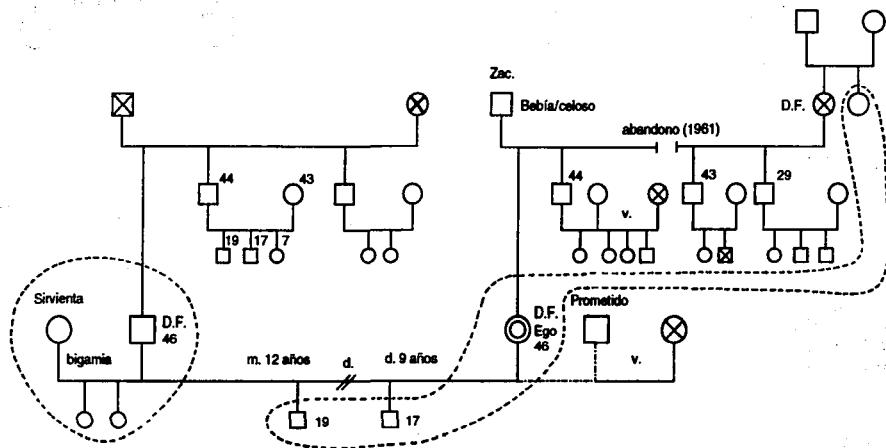 Zac.
Bebía/celoso
D.F.
abandono (1961)
44
43
44
43
29
19
17
7
v.
Sirvienta
D.F.
46
D.F.
Ego
46
Prometido
bigamia
m. 12 años
d.
d. 9 años
v.
19
17